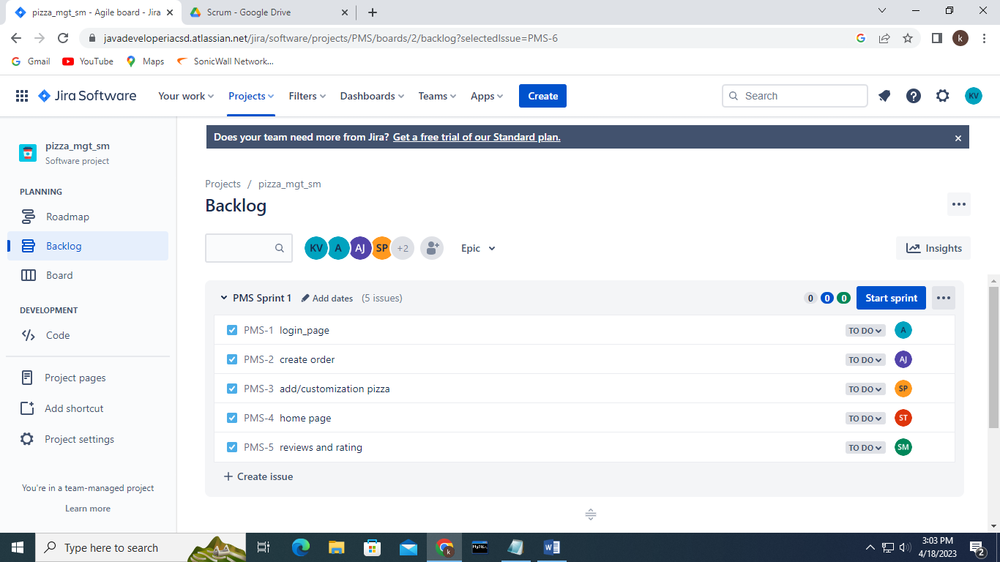 pizza_mgt_sm - Agile board - Jira
Scrum - Google Drive
javadeveloperiacsd.atlassian.net/jira/software/projects/PMS/boards/2/backlog?selectedIssue=PMS-6
k
Gmail
YouTube
Maps
SonicWall Network...
Jira Software
Your work
Projects
Filters
Dashboards
Teams
Apps
Create
Search
KV
pizza_mgt_sm
Software project
PLANNING
Roadmap
Backlog
Board
DEVELOPMENT
Code
Project pages
Add shortcut
Project settings
You're in a team-managed project
Learn more
Does your team need more from Jira? Get a free trial of our Standard plan.
Projects / pizza_mgt_sm
Backlog
KV A AJ SP +2
Epic
Insights
PMS Sprint 1 Add dates (5 issues) 0 0 0 Start sprint
PMS-1 login_page TO DO A
PMS-2 create order TO DO AJ
PMS-3 add/customization pizza TO DO SP
PMS-4 home page TO DO ST
PMS-5 reviews and rating TO DO SM
+ Create issue
Type here to search
k
MySQL
3:03 PM
4/18/2023
2